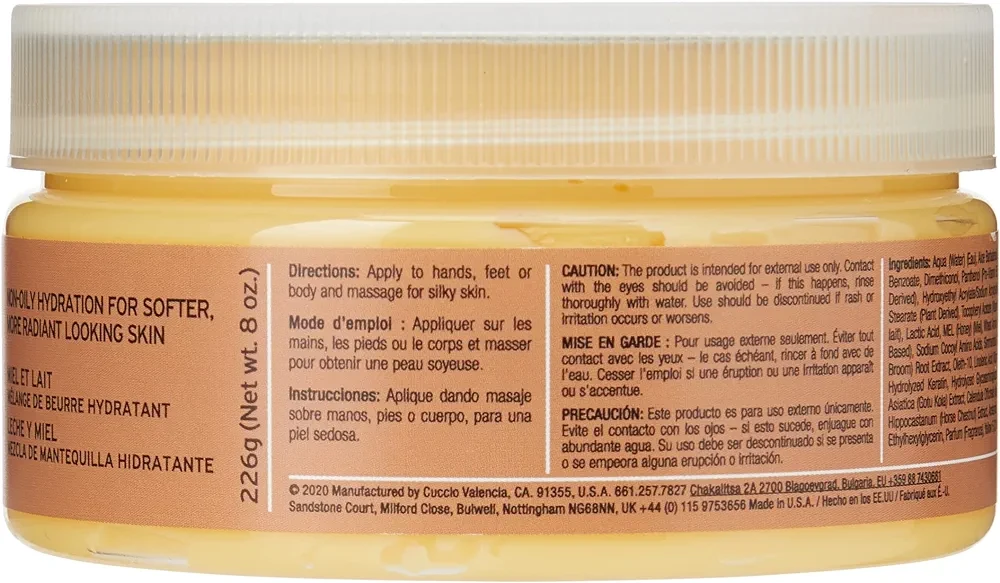 NON-OILY HYDRATION FOR SOFTER,
MORE RADIANT LOOKING SKIN
MIEL ET LAIT
MÉLANGE DE BEURRE HYDRATANT
LECHE Y MIEL
MEZCLA DE MANTEQUILLA HIDRATANTE
226g (Net wt. 8 oz.)
Directions: Apply to hands, feet or
body and massage for silky skin.
Mode d'emploi : Appliquer sur les
mains, les pieds ou le corps et masser
pour obtenir une peau soyeuse.
Instrucciones: Aplique dando masaje
sobre manos, pies o cuerpo, para una
piel sedosa.
CAUTION: The product is intended for external use only. Contact
with the eyes should be avoided – if this happens, rinse
thoroughly with water. Use should be discontinued if rash or
irritation occurs or worsens.
MISE EN GARDE : Pour usage externe seulement. Éviter tout
contact avec les yeux – le cas échéant, rincer à fond avec de
l'eau. Cesser l'emploi si une éruption ou une irritation apparaît
ou s'accentue.
PRECAUCIÓN: Este producto es para uso externo únicamente.
Evite el contacto con los ojos – si esto sucede, enjuague con
abundante agua. Su uso debe ser descontinuado si se presenta
o se empeora alguna erupción o irritación.
Ingredients: Aqua (Water) Eau),
Benzoate, Dimethiconol, Panthenol
Derived), Hydroxyethyl
Stearate (Plant Derived,
lait), Lactic Acid, MEL (Honey)
Based), Sodium Cocoyl Amino Acids,
Broom) Root Extract, Oleth-10,
Hydrolyzed Keratin, Hydrolyzed
Asiatica (Gotu Kola) Extract,
Hippocastanum (Horse Chestnut)
Ethylhexylglycerin, Parfum (Fragrance),
© 2020 Manufactured by Cuccio Valencia, CA. 91355, U.S.A. 661.257.7827 Chakalitsa 2A 2700 Blagoevgrad, Bulgaria, EU +359 88 7430681
Sandstone Court, Milford Close, Bulwell, Nottingham NG68NN, UK +44 (0) 115 9753656 Made in U.S.A. / Hecho en los EE.UU / Fabriqué aux É.-U.